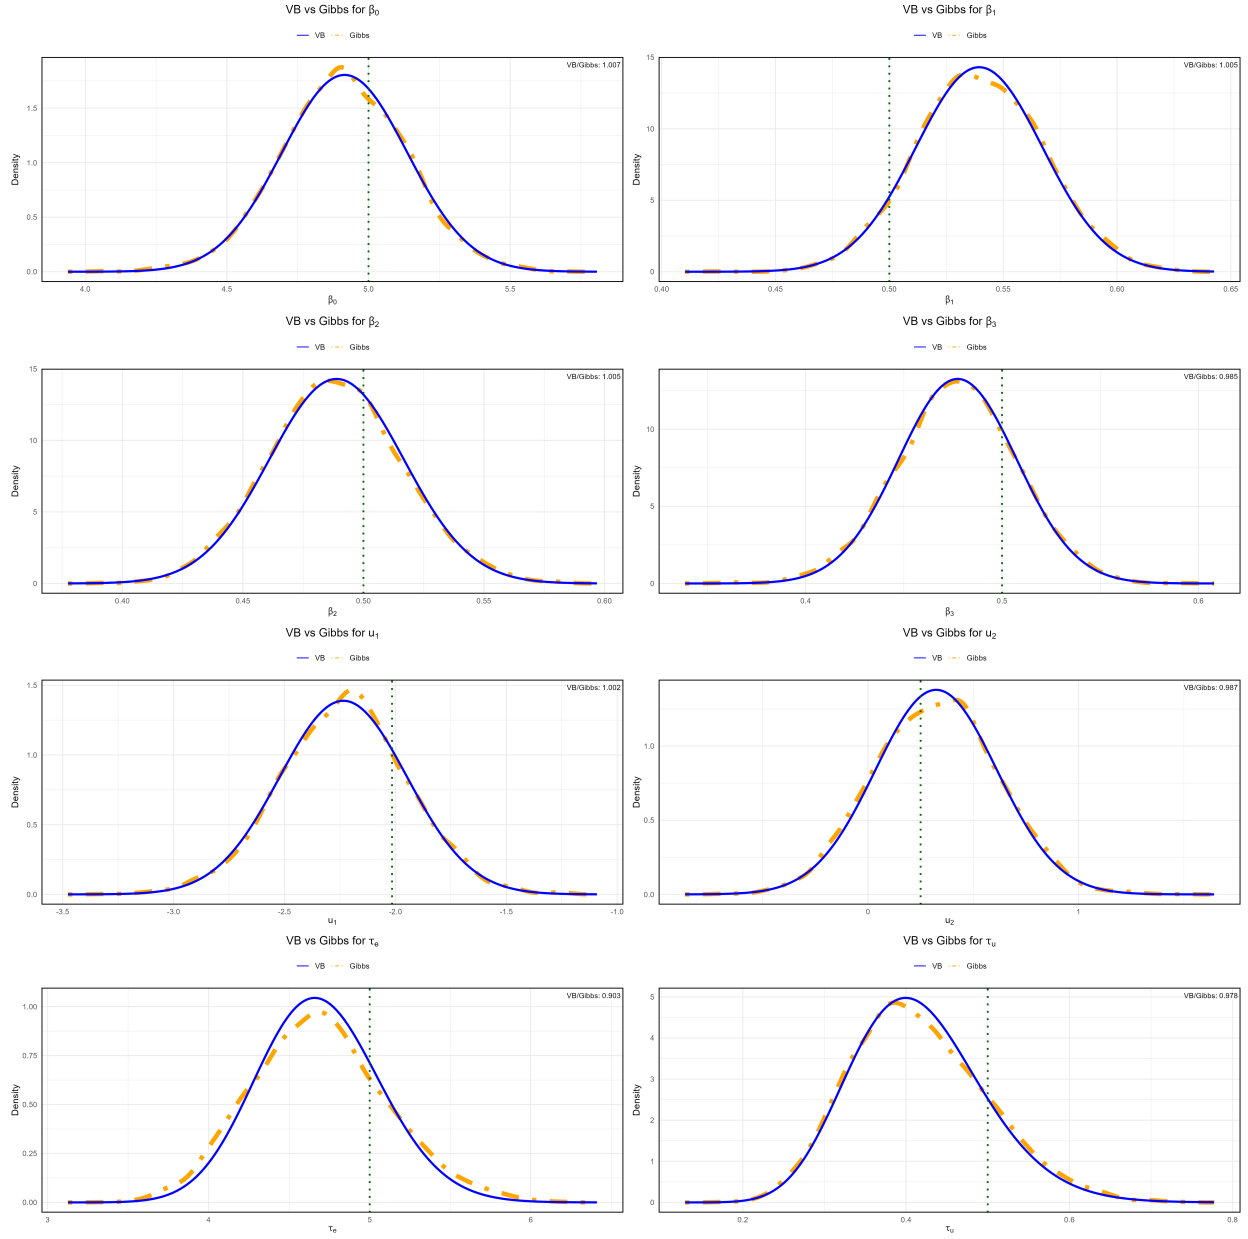 VB vs Gibbs for β₀
VB Gibbs
VB/Gibbs: 1.007
Density
1.5
1.0
0.5
0.0
4.0 4.5 5.0 5.5
β₀
VB vs Gibbs for β₁
VB Gibbs
VB/Gibbs: 1.005
Density
15
10
5
0
0.40 0.45 0.50 0.55 0.60 0.65
β₁
VB vs Gibbs for β₂
VB Gibbs
VB/Gibbs: 1.005
Density
15
10
5
0
0.40 0.45 0.50 0.55 0.60
β₂
VB vs Gibbs for β₃
VB Gibbs
VB/Gibbs: 0.985
Density
10
5
0
0.4 0.5 0.6
β₃
VB vs Gibbs for u₁
VB Gibbs
VB/Gibbs: 1.002
Density
1.5
1.0
0.5
0.0
-3.5 -3.0 -2.5 -2.0 -1.5 -1.0
u₁
VB vs Gibbs for u₂
VB Gibbs
VB/Gibbs: 0.987
Density
1.0
0.5
0.0
0 1
u₂
VB vs Gibbs for τₑ
VB Gibbs
VB/Gibbs: 0.903
Density
1.00
0.75
0.50
0.25
0.00
3 4 5 6
τₑ
VB vs Gibbs for τᵤ
VB Gibbs
VB/Gibbs: 0.978
Density
5
4
3
2
1
0
0.2 0.4 0.6 0.8
τᵤ